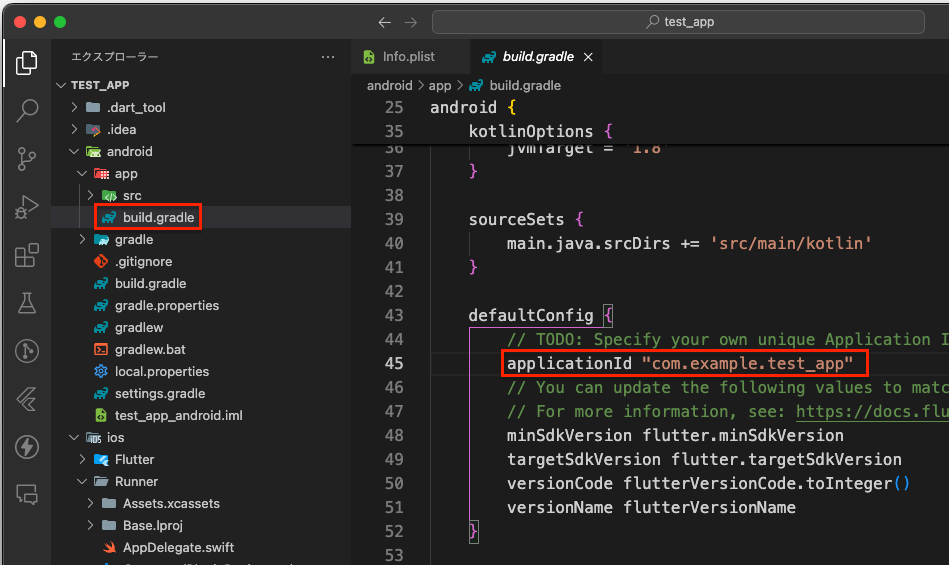 test_app
エクスプローラー
Info.plist
build.gradle
android > app > build.gradle
TEST_APP
.dart_tool
.idea
android
app
src
build.gradle
gradle
.gitignore
build.gradle
gradle.properties
gradlew
gradlew.bat
local.properties
settings.gradle
test_app_android.iml
ios
Flutter
Runner
Assets.xcassets
Base.lproj
AppDelegate.swift
25 android {
35 kotlinOptions {
36 jvmTarget = '1.8'
37 }
38
39 sourceSets {
40 main.java.srcDirs += 'src/main/kotlin'
41 }
42
43 defaultConfig {
44 // TODO: Specify your own unique Application I
45 applicationId "com.example.test_app"
46 // You can update the following values to matc
47 // For more information, see: https://docs.flu
48 minSdkVersion flutter.minSdkVersion
49 targetSdkVersion flutter.targetSdkVersion
50 versionCode flutterVersionCode.toInteger()
51 versionName flutterVersionName
52 }
53